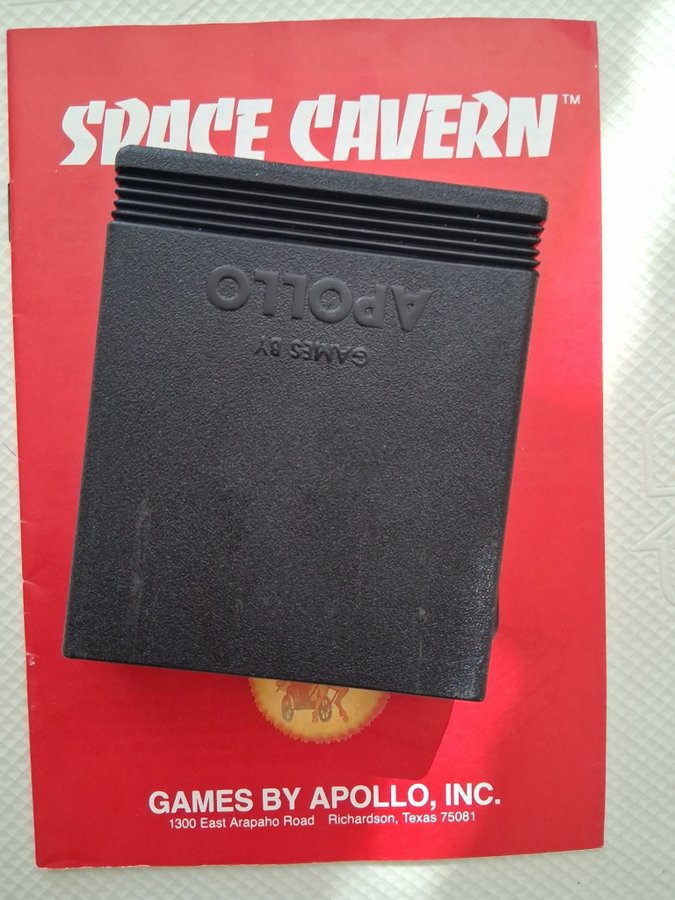 SPACE CAVERN™
APOLLO
GAMES BY
GAMES BY APOLLO, INC.
1300 East Arapaho Road Richardson, Texas 75081